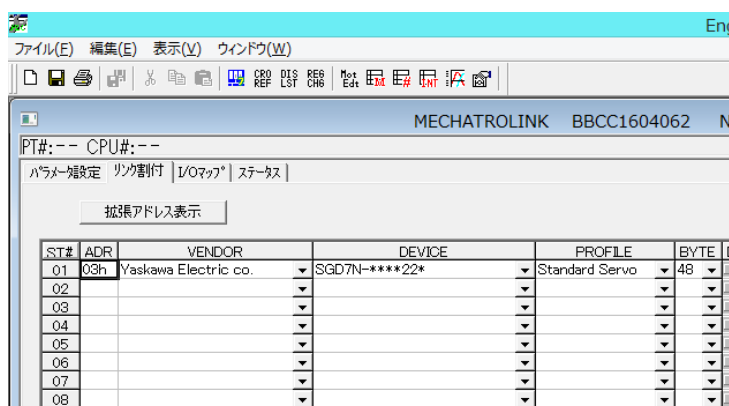 Eng
ファイル(F) 編集(E) 表示(V) ウィンドウ(W)
CRO REF DIS LST REG CH6 Mot Edt M # INT
MECHATROLINK BBCC1604062 N
PT#:-- CPU#:--
パラメータ設定 リンク割付 I/Oマップ ステータス
拡張アドレス表示
ST# ADR VENDOR DEVICE PROFILE BYTE
01 03h Yaskawa Electric co. SGD7N-****22* Standard Servo 48
02
03
04
05
06
07
08